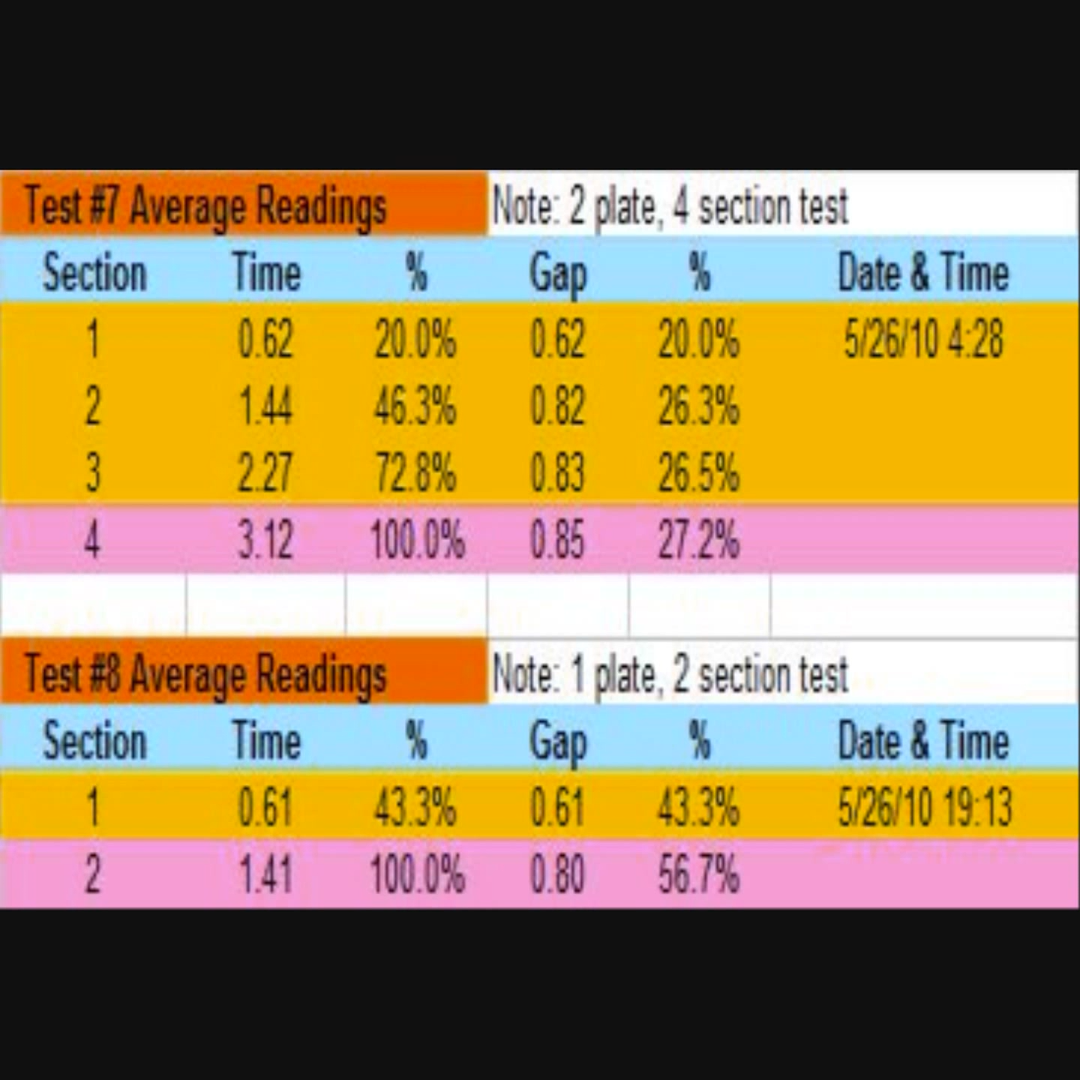 Test #7 Average Readings Note: 2 plate, 4 section test
Section Time % Gap % Date & Time
1 0.62 20.0% 0.62 20.0% 5/26/10 4:28
2 1.44 46.3% 0.82 26.3%
3 2.27 72.8% 0.83 26.5%
4 3.12 100.0% 0.85 27.2%
Test #8 Average Readings Note: 1 plate, 2 section test
Section Time % Gap % Date & Time
1 0.61 43.3% 0.61 43.3% 5/26/10 19:13
2 1.41 100.0% 0.80 56.7%